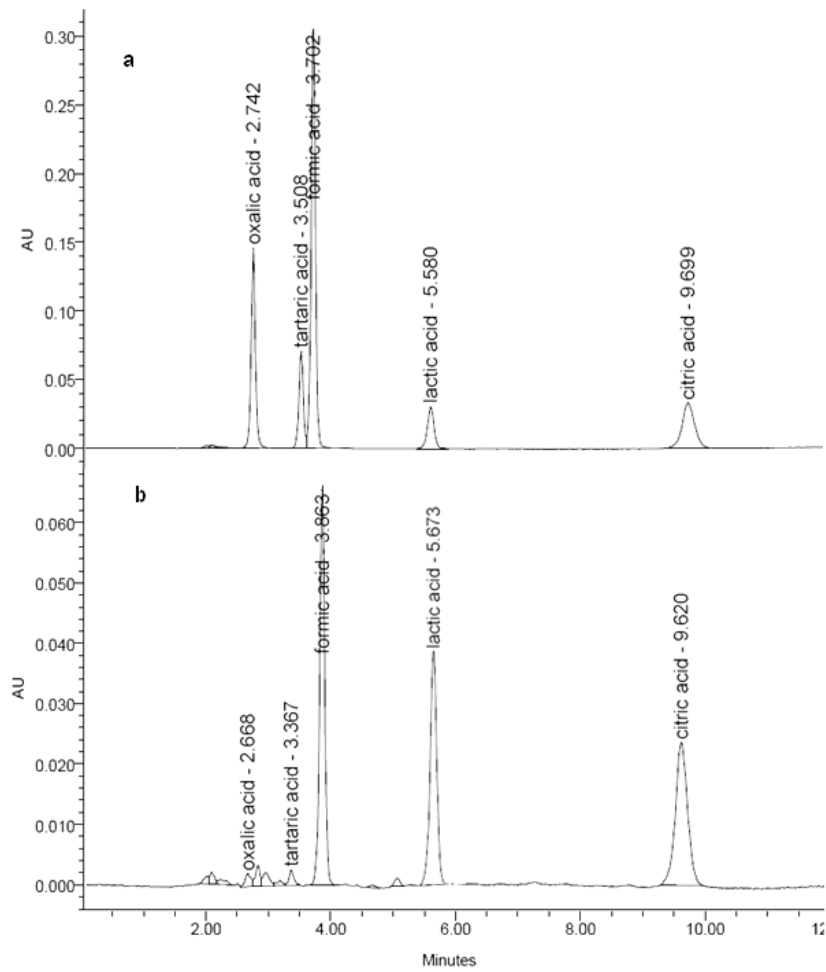 a
0.30
0.25
0.20
0.15
0.10
0.05
0.00
AU
oxalic acid - 2.742
tartaric acid - 3.508
formic acid - 3.702
lactic acid - 5.580
citric acid - 9.699
b
0.060
0.050
0.040
0.030
0.020
0.010
0.000
AU
oxalic acid - 2.668
tartaric acid - 3.367
formic acid - 3.863
lactic acid - 5.673
citric acid - 9.620
2.00 4.00 6.00 8.00 10.00 12
Minutes